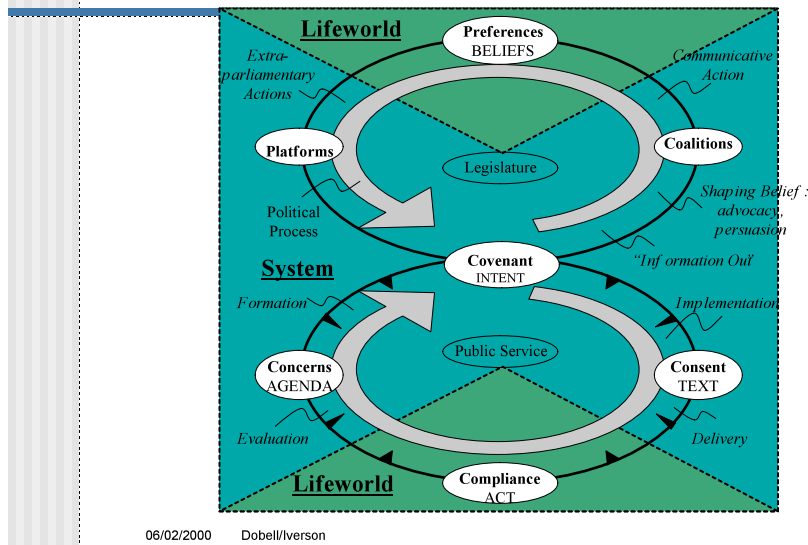 Lifeworld
Preferences
BELIEFS
Extra-
parliamentary
Actions
Communicative
Action
Platforms
Coalitions
Legislature
Political
Process
Shaping Belief :
advocacy,
persuasion
"Inf ormation Out"
System
Covenant
INTENT
Formation
Implementation
Public Service
Concerns
AGENDA
Consent
TEXT
Evaluation
Delivery
Lifeworld
Compliance
ACT
06/02/2000 Dobell/Iverson